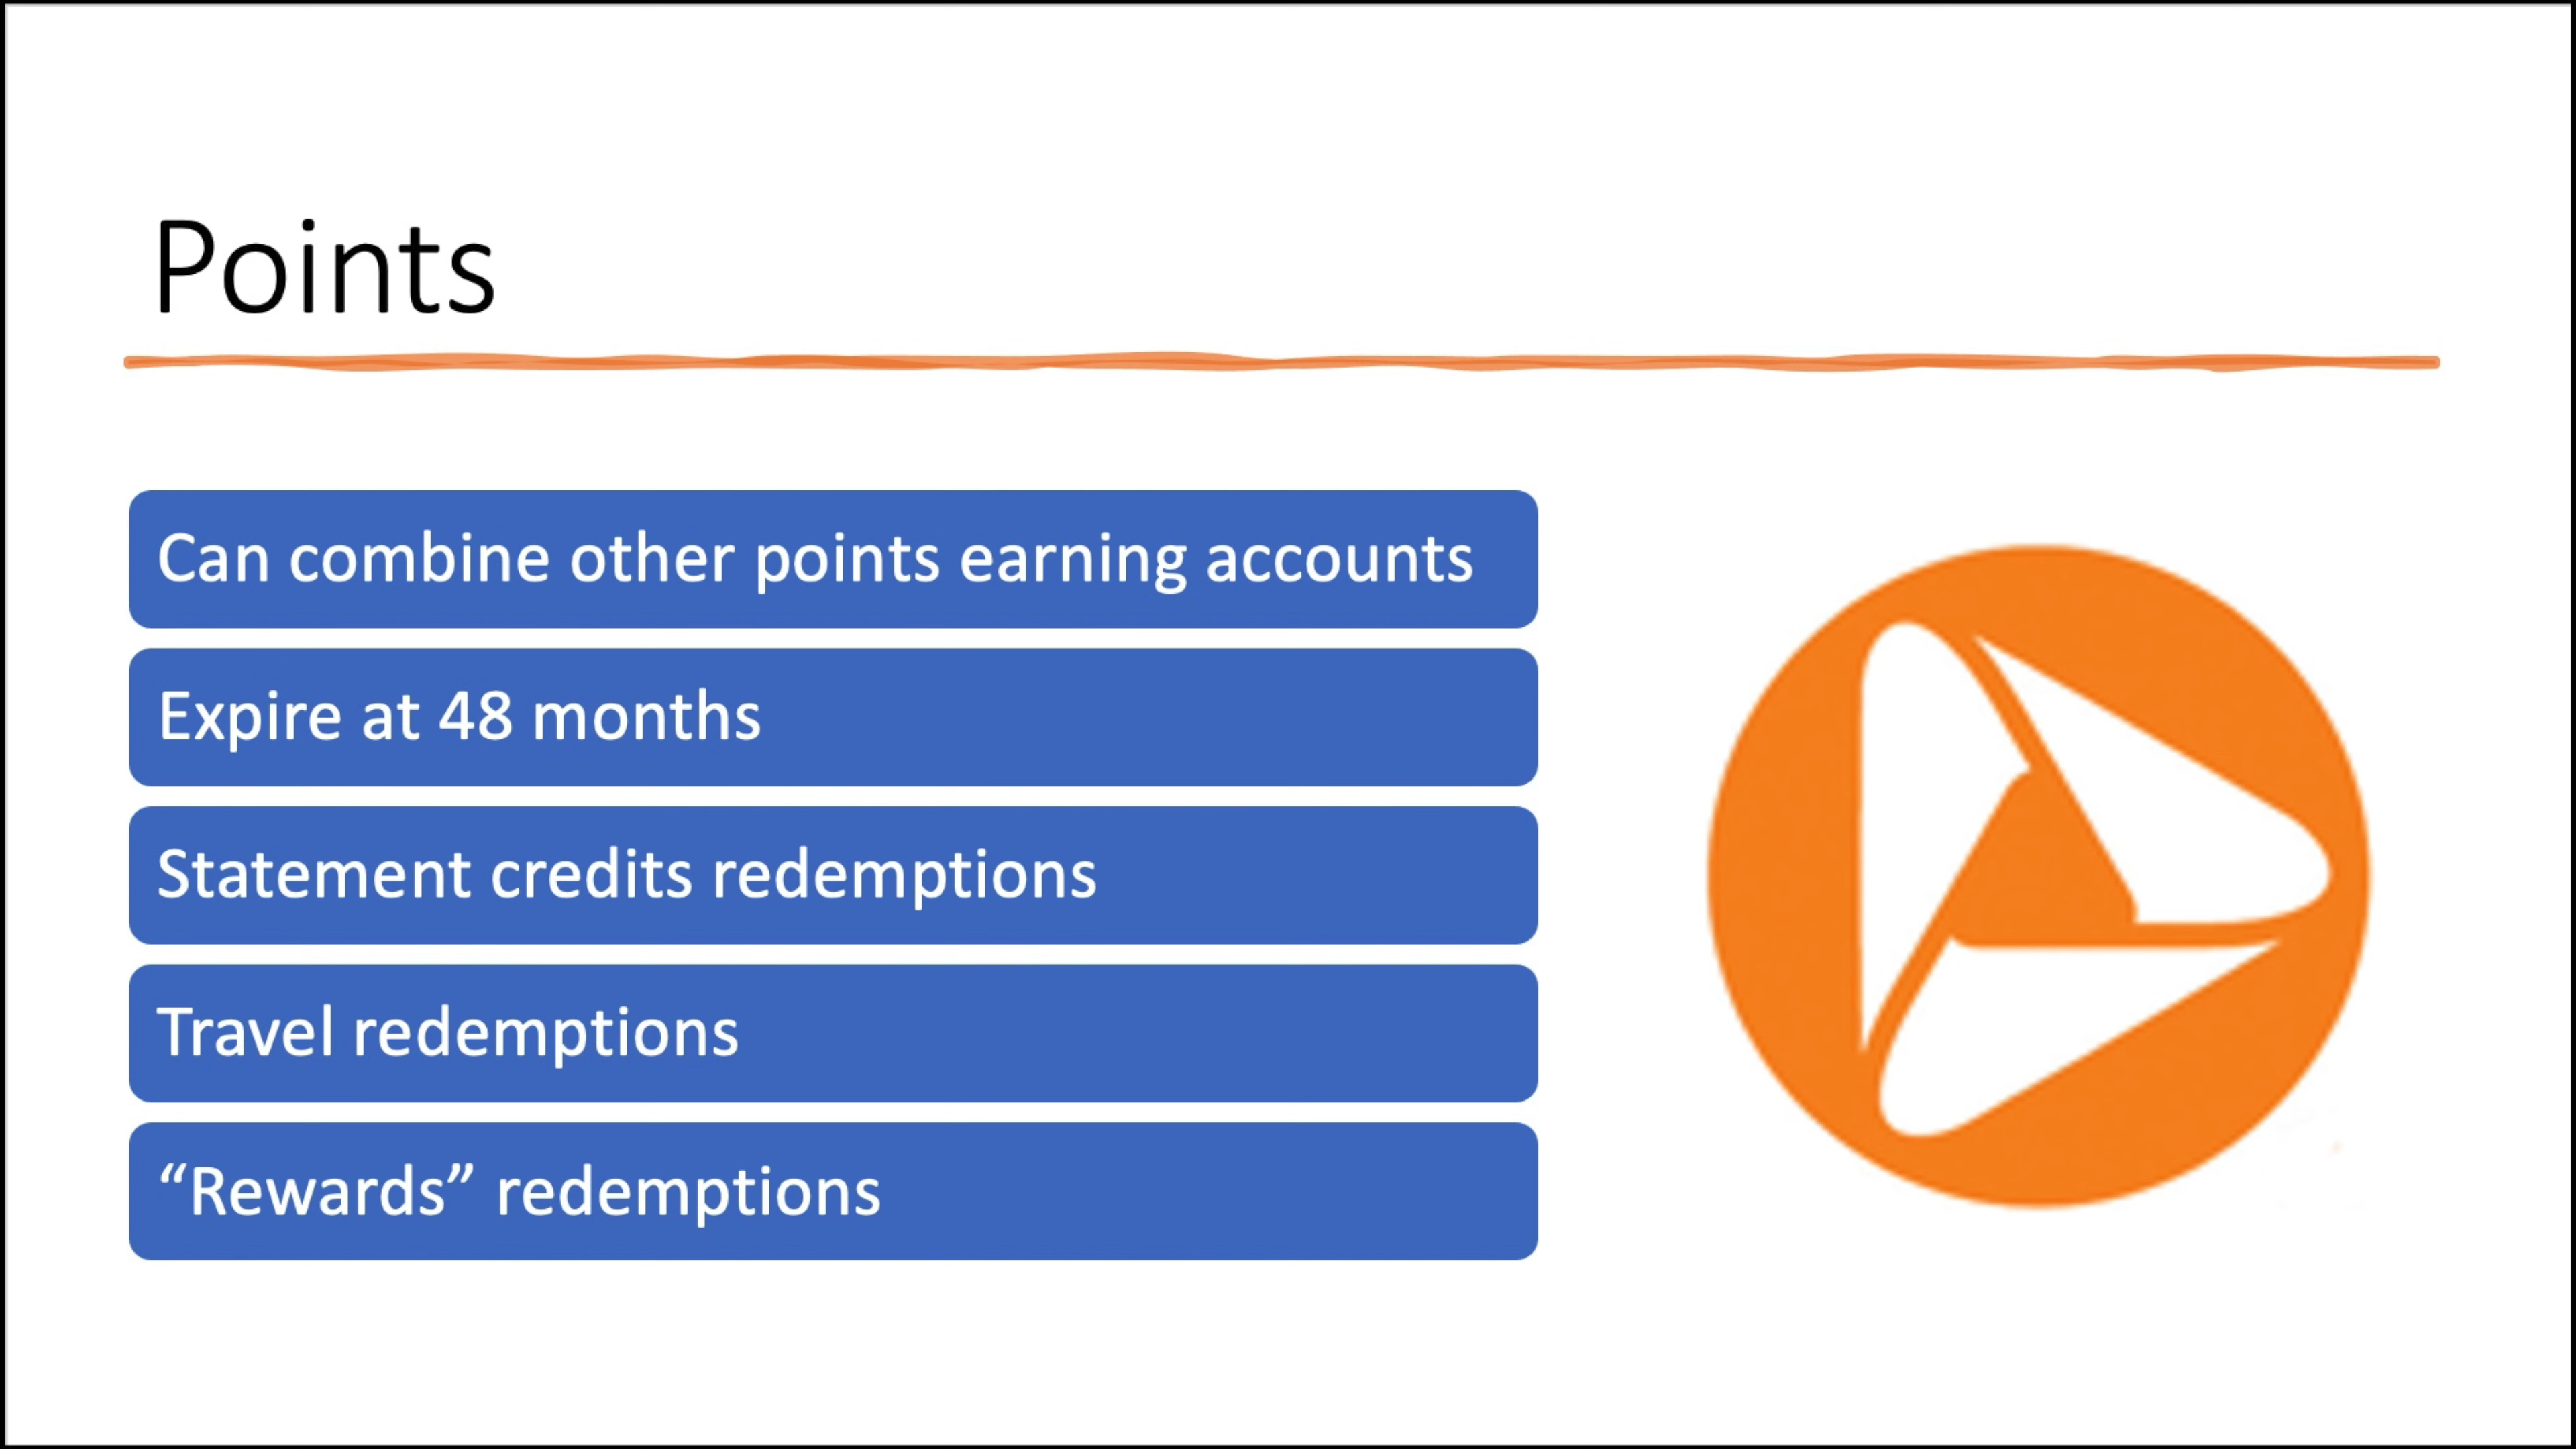 Points
Can combine other points earning accounts
Expire at 48 months
Statement credits redemptions
Travel redemptions
“Rewards” redemptions